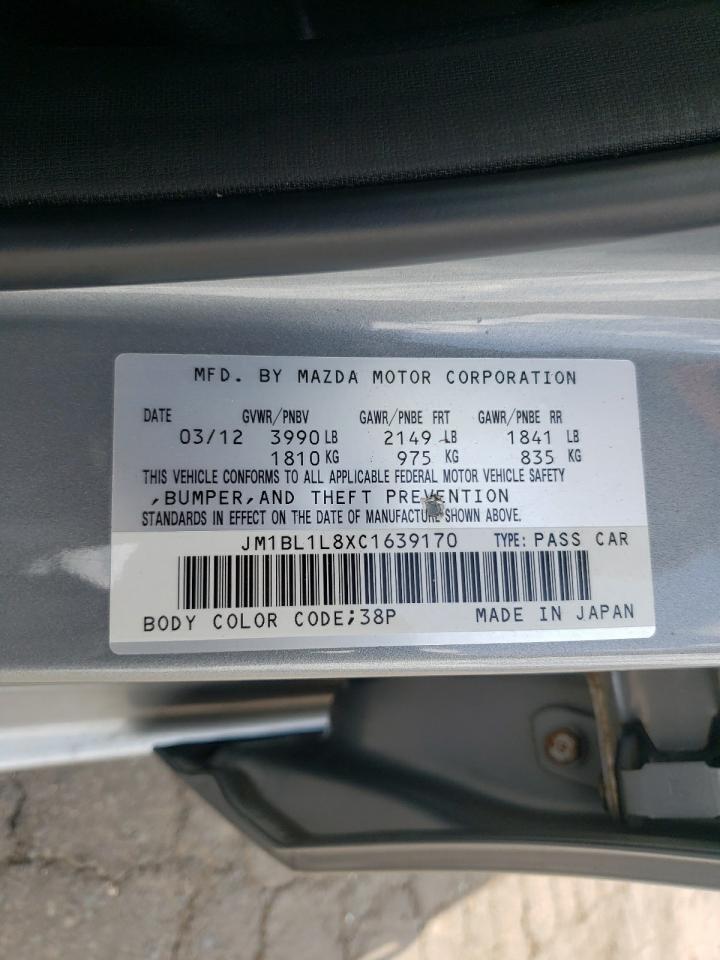 MFD. BY MAZDA MOTOR CORPORATION
DATE GVWR/PNBV GAWR/PNBE FRT GAWR/PNBE RR
03/12 3990 LB 2149 LB 1841 LB
1810 KG 975 KG 835 KG
THIS VEHICLE CONFORMS TO ALL APPLICABLE FEDERAL MOTOR VEHICLE SAFETY
,BUMPER,AND THEFT PREVENTION
STANDARDS IN EFFECT ON THE DATE OF MANUFACTURE SHOWN ABOVE.
JM1BL1L8XC1639170 TYPE: PASS CAR
BODY COLOR CODE;38P MADE IN JAPAN